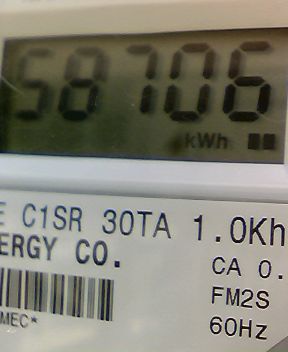 58706
kWh
E C1SR 30TA 1.0Kh
ERGY CO.
CA 0.
FM2S
MEC*
60Hz